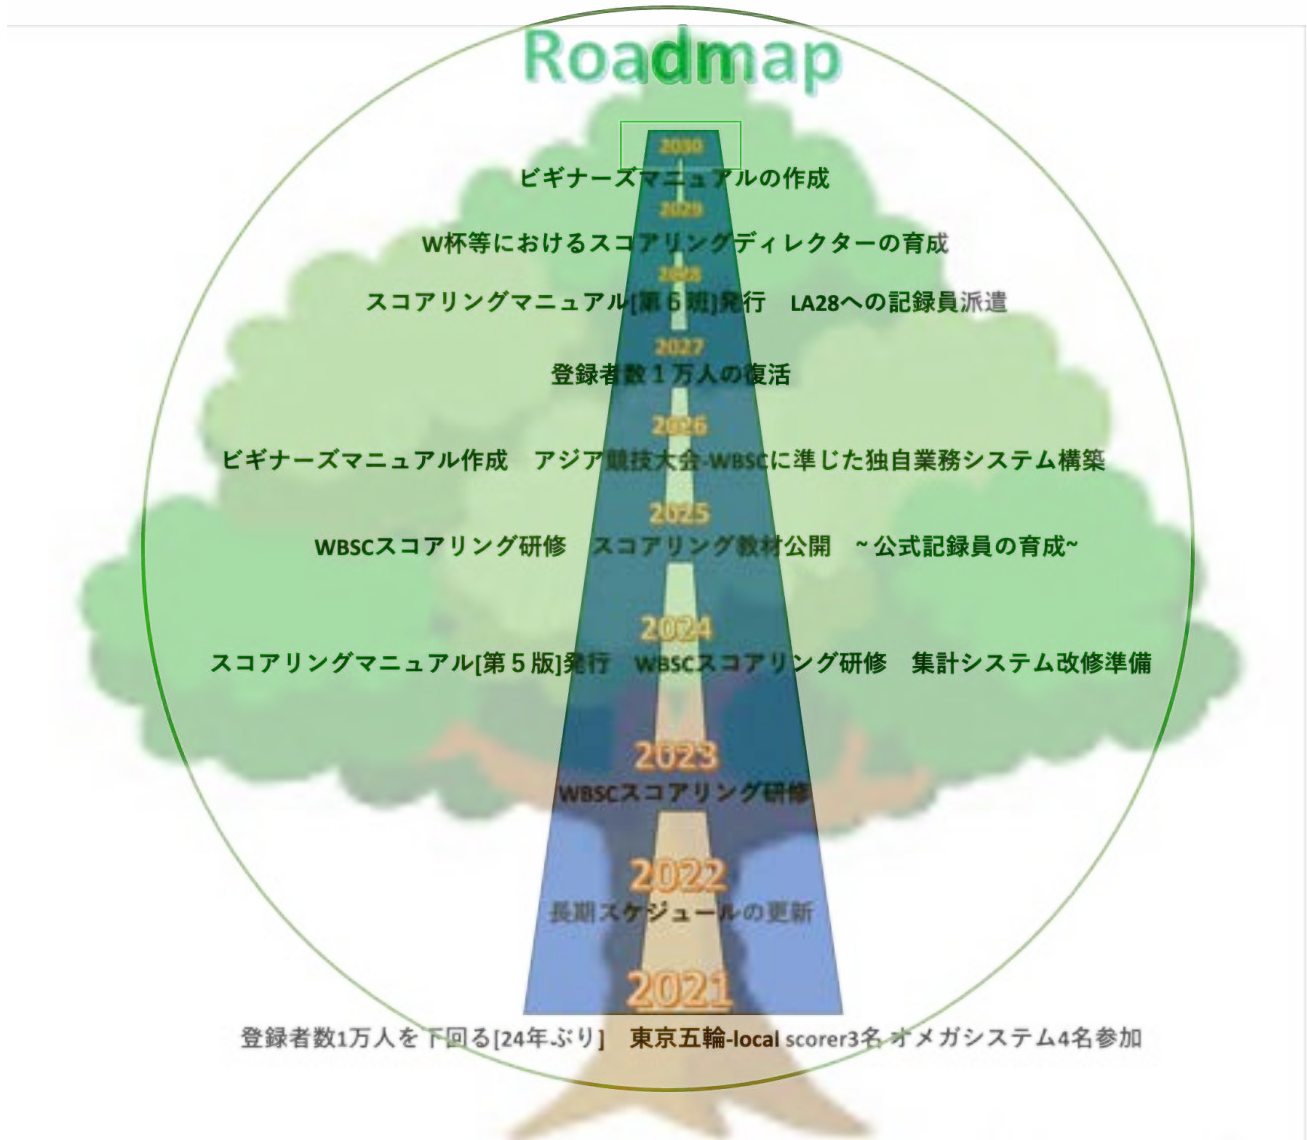 Roadmap
2030
ビギナーズマニュアルの作成
2029
W杯等におけるスコアリングディレクターの育成
2028
スコアリングマニュアル[第６班]発行　LA28への記録員派遣
2027
登録者数１万人の復活
2026
ビギナーズマニュアル作成　アジア競技大会-WBSCに準じた独自業務システム構築
2025
WBSCスコアリング研修　スコアリング教材公開　~公式記録員の育成~
2024
スコアリングマニュアル[第５版]発行　WBSCスコアリング研修　集計システム改修準備
2023
WBSCスコアリング研修
2022
長期スケジュールの更新
2021
登録者数1万人を下回る[24年ぶり]　東京五輪-local scorer3名 オメガシステム4名参加